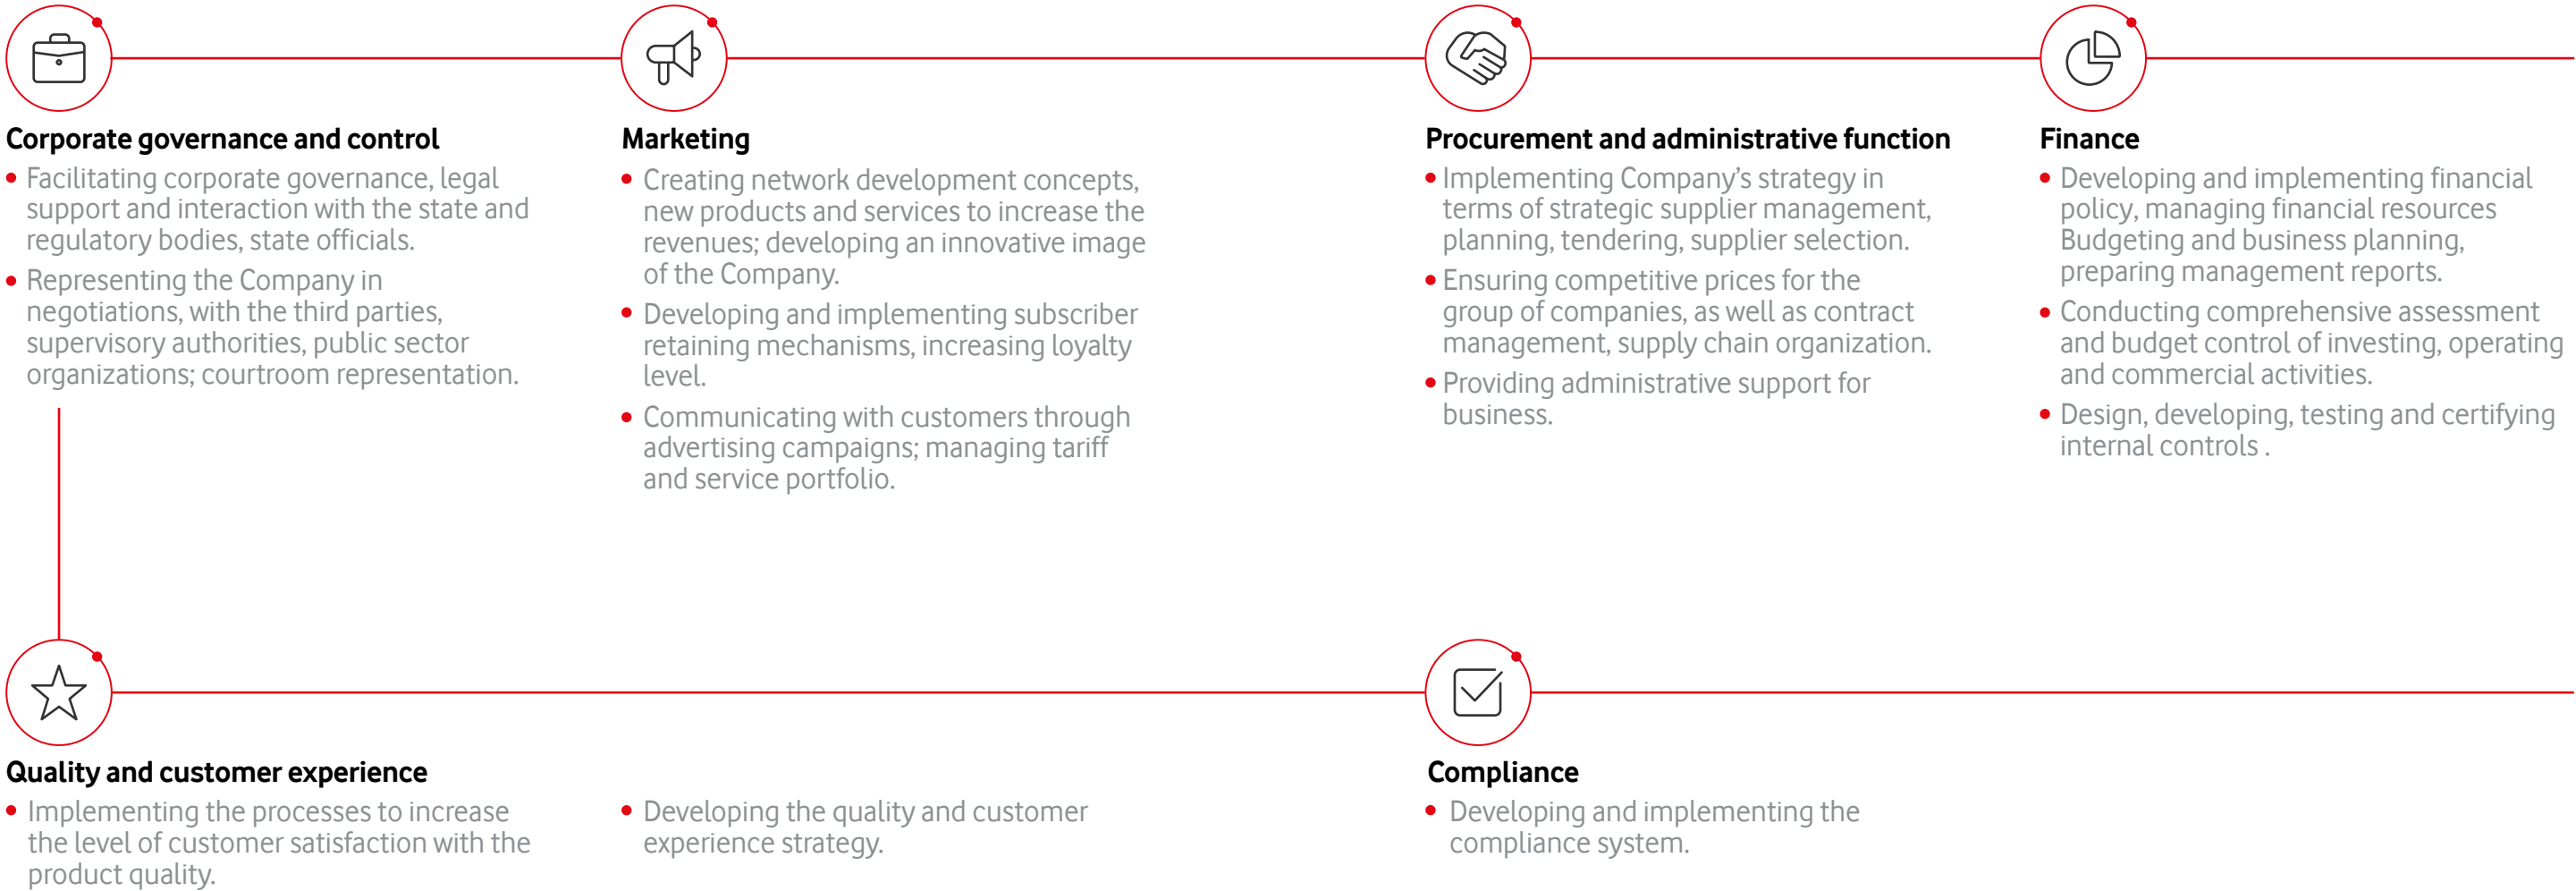 Corporate governance and control
• Facilitating corporate governance, legal
support and interaction with the state and
regulatory bodies, state officials.
• Representing the Company in
negotiations, with the third parties,
supervisory authorities, public sector
organizations; courtroom representation.
Marketing
• Creating network development concepts,
new products and services to increase the
revenues; developing an innovative image
of the Company.
• Developing and implementing subscriber
retaining mechanisms, increasing loyalty
level.
• Communicating with customers through
advertising campaigns; managing tariff
and service portfolio.
Procurement and administrative function
• Implementing Company’s strategy in
terms of strategic supplier management,
planning, tendering, supplier selection.
• Ensuring competitive prices for the
group of companies, as well as contract
management, supply chain organization.
• Providing administrative support for
business.
Finance
• Developing and implementing financial
policy, managing financial resources
Budgeting and business planning,
preparing management reports.
• Conducting comprehensive assessment
and budget control of investing, operating
and commercial activities.
• Design, developing, testing and certifying
internal controls .
Quality and customer experience
• Implementing the processes to increase
the level of customer satisfaction with the
product quality.
• Developing the quality and customer
experience strategy.
Compliance
• Developing and implementing the
compliance system.